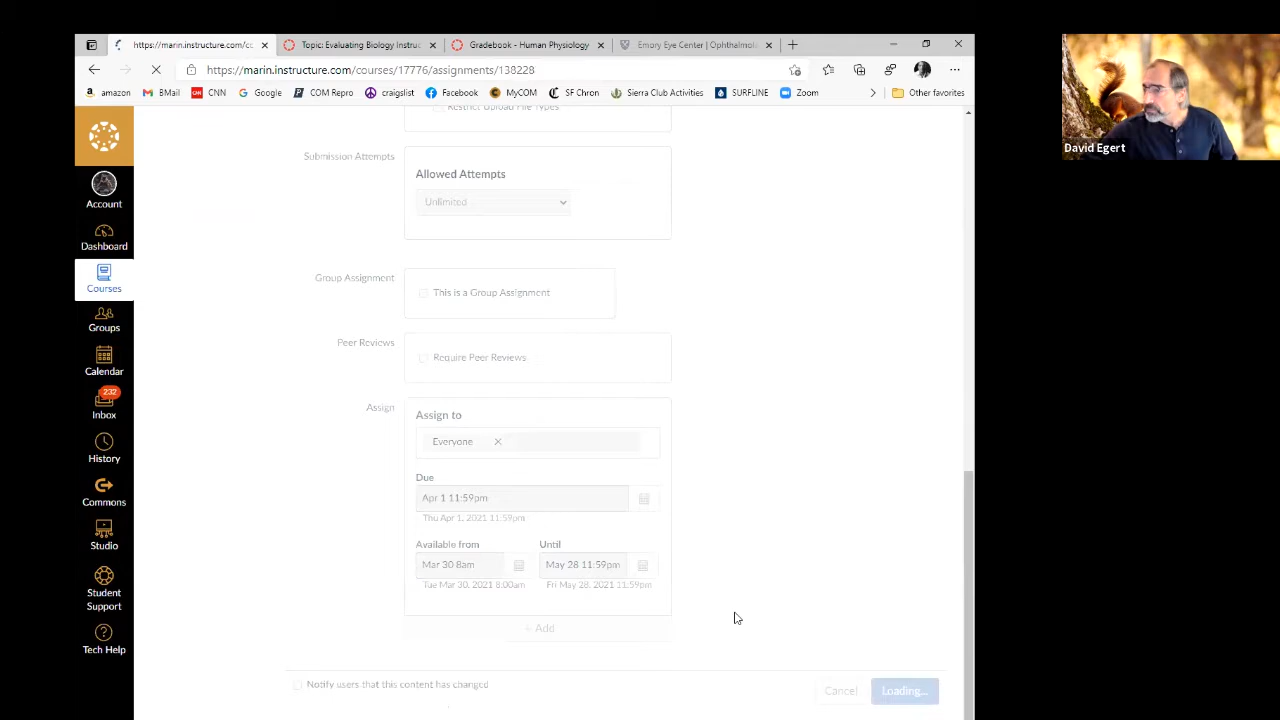 https://marin.instructure.com/cc
Topic: Evaluating Biology Instruc
Gradebook - Human Physiology
Emory Eye Center | Ophthalmol
https://marin.instructure.com/courses/17776/assignments/138228
amazon
BMail
CNN
Google
COM Repro
craigslist
Facebook
MyCOM
SF Chron
Sierra Club Activities
SURFLINE
Zoom
Other favorites
David Egert
Account
Dashboard
Courses
Groups
Calendar
232
Inbox
History
Commons
Studio
Student
Support
Tech Help
Restrict Upload File Types
Submission Attempts
Allowed Attempts
Unlimited
Group Assignment
This is a Group Assignment
Peer Reviews
Require Peer Reviews
Assign
Assign to
Everyone
Due
Apr 1 11:59pm
Thu Apr 1, 2021 11:59pm
Available from
Until
Mar 30 8am
May 28 11:59pm
Tue Mar 30, 2021 8:00am
Fri May 28, 2021 11:59pm
+ Add
Notify users that this content has changed
Cancel
Loading...